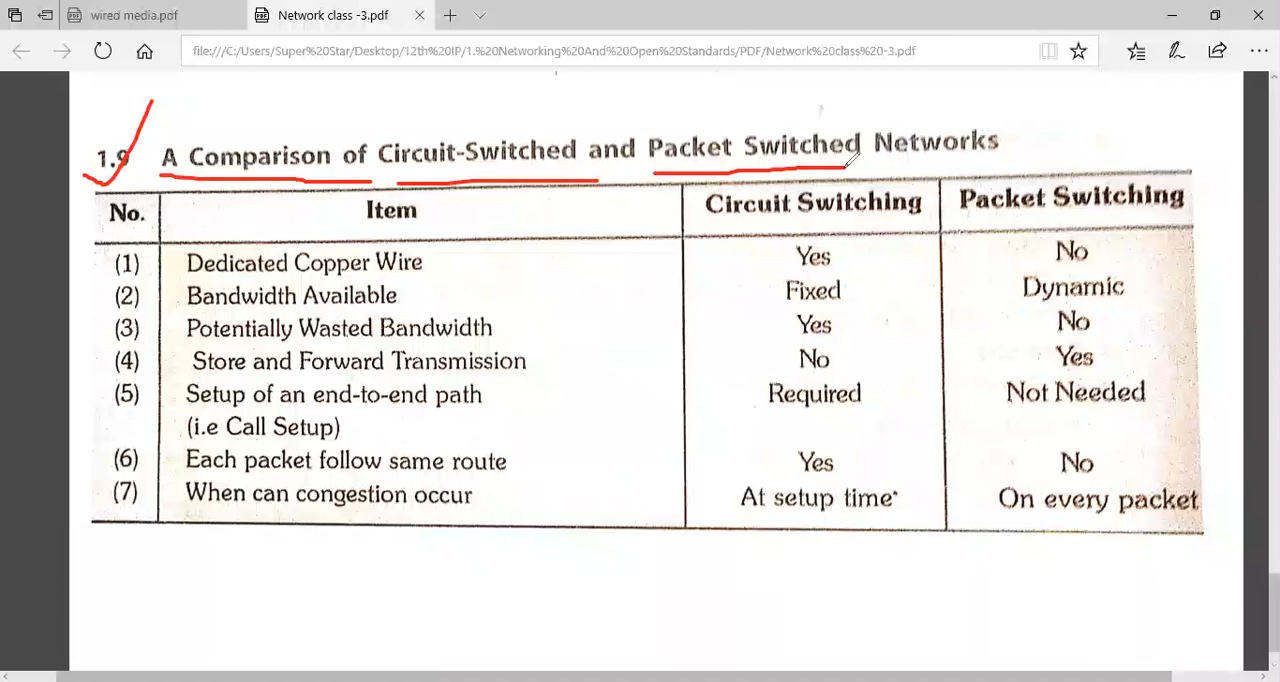 wired media.pdf
Network class -3.pdf
file:///C:/Users/Super%20Star/Desktop/12th%20IP/1.%20Networking%20And%20Open%20Standards/PDF/Network%20class%20-3.pdf
1.9 A Comparison of Circuit-Switched and Packet Switched Networks
No. Item Circuit Switching Packet Switching
(1) Dedicated Copper Wire Yes No
(2) Bandwidth Available Fixed Dynamic
(3) Potentially Wasted Bandwidth Yes No
(4) Store and Forward Transmission No Yes
(5) Setup of an end-to-end path Required Not Needed
(i.e Call Setup)
(6) Each packet follow same route Yes No
(7) When can congestion occur At setup time On every packet